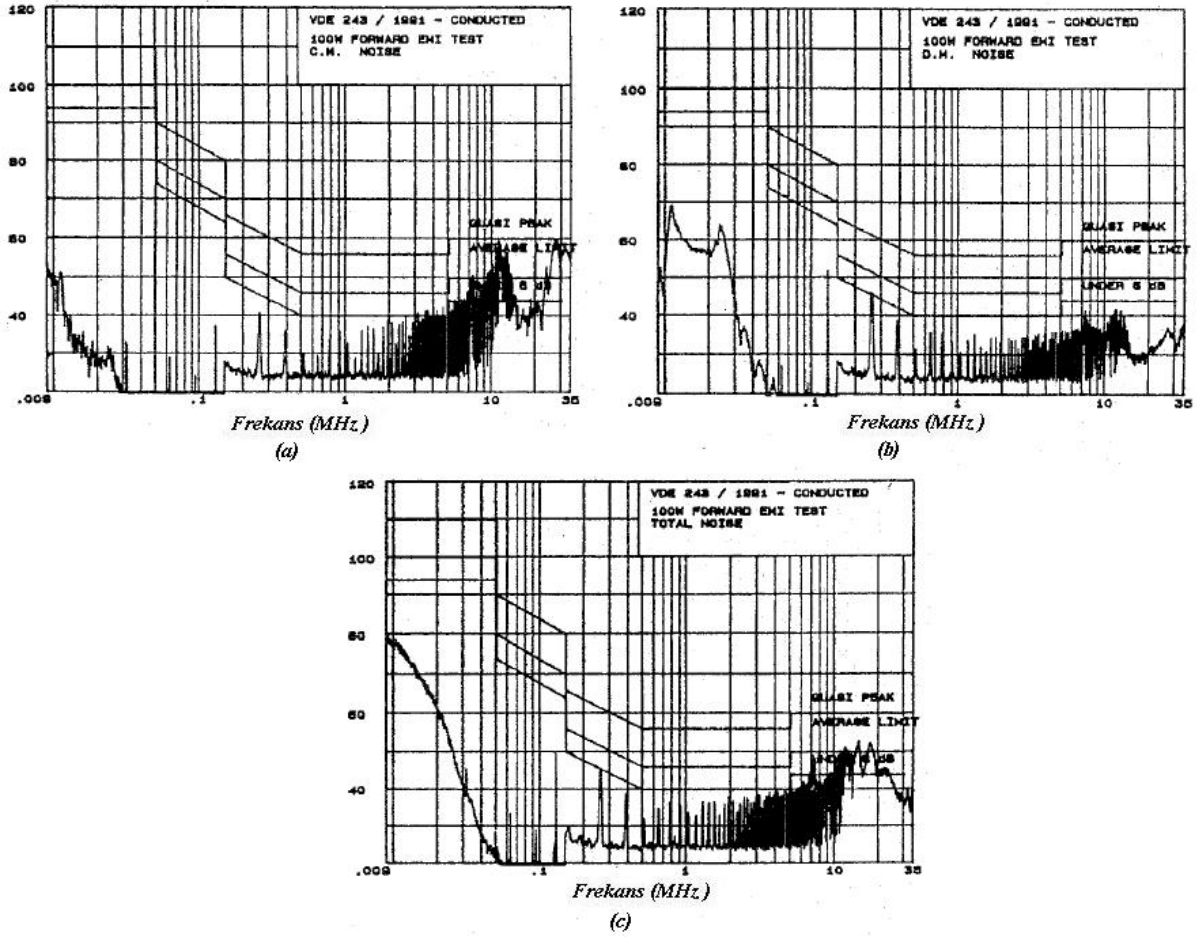 120
100
80
60
40
VDE 243 / 1991 - CONDUCTED
100W FORWARD EMI TEST
C.M. NOISE
QUASI PEAK
AVERAGE LIMIT
6 dB
.009
.1
1
10
35
Frekans (MHz)
(a)
120
100
80
60
40
VDE 243 / 1991 - CONDUCTED
100W FORWARD EMI TEST
D.M. NOISE
QUASI PEAK
AVERAGE LIMIT
UNDER 6 dB
.009
.1
1
10
35
Frekans (MHz)
(b)
120
100
80
60
40
VDE 243 / 1991 - CONDUCTED
100W FORWARD EMI TEST
TOTAL NOISE
QUASI PEAK
AVERAGE LIMIT
6 dB
.009
.1
1
10
35
Frekans (MHz)
(c)